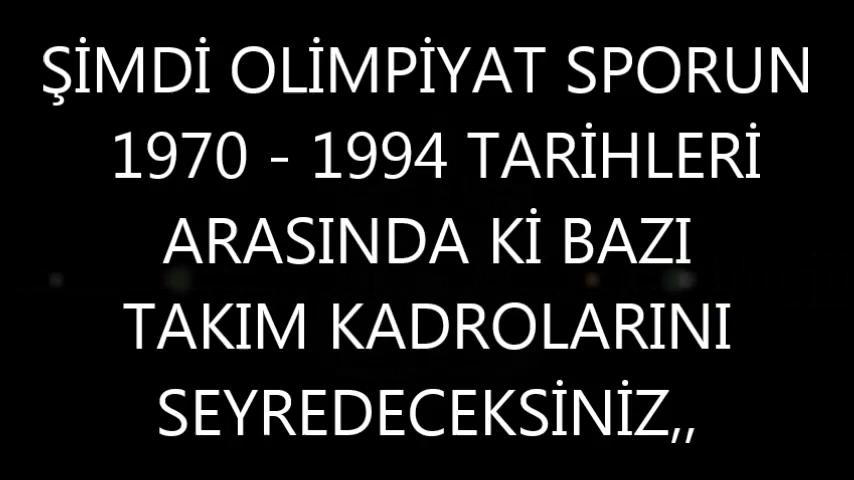 ŞİMDİ OLİMPİYAT SPORUN
1970 - 1994 TARİHLERİ
ARASINDA Kİ BAZI
TAKIM KADROLARINI
SEYREDECEKSİNİZ,,